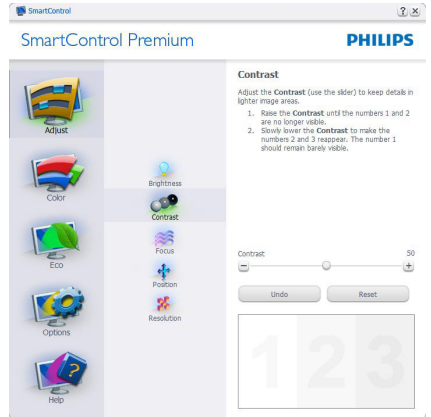 SmartControl
SmartControl Premium
PHILIPS
Adjust
Color
Eco
Options
Help
Brightness
Contrast
Focus
Position
Resolution
Contrast
Adjust the Contrast (use the slider) to keep details in
lighter image areas.
1. Raise the Contrast until the numbers 1 and 2
are no longer visible.
2. Slowly lower the Contrast to make the
numbers 2 and 3 reappear. The number 1
should remain barely visible.
Contrast 50
Undo Reset
1 2 3